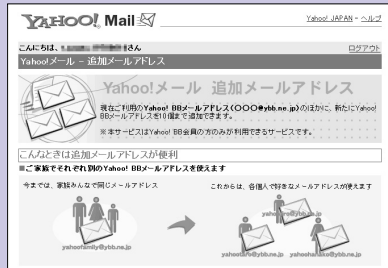 YAHOO! Mail
Yahoo! JAPAN - ヘルプ
こんにちは、 さん
ログアウト
Yahoo!メール - 追加メールアドレス
Yahoo!メール 追加メールアドレス
現在ご利用のYahoo! BBメールアドレス(〇〇〇@ybb.ne.jp)のほかに、新たにYahoo!
BBメールアドレスを10個まで追加できます。
※本サービスはYahoo! BB会員の方のみが利用できるサービスです。
こんなときは追加メールアドレスが便利
■ご家族でそれぞれ別のYahoo! BBメールアドレスを使えます
今までは、家族みんなで同じメールアドレス
これからは、各個人で好きなメールアドレスが使えます
yahoofamily@ybb.ne.jp
yahootaro@ybb.ne.jp
yahoohanako@ybb.ne.jp